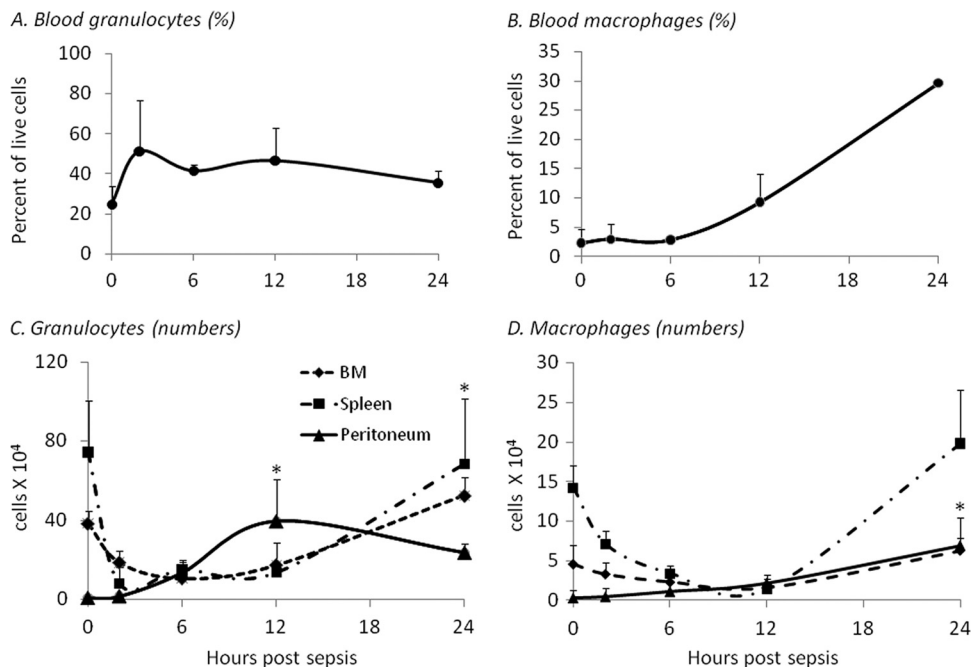 A. Blood granulocytes (%)
B. Blood macrophages (%)
Percent of live cells
100
80
60
40
20
0
0 6 12 18 24
Percent of live cells
35
30
25
20
15
10
5
0
0 6 12 18 24
C. Granulocytes (numbers)
D. Macrophages (numbers)
cells X 10⁴
120
80
40
0
BM
Spleen
Peritoneum
*
*
0 6 12 18 24
Hours post sepsis
cells X 10⁴
30
25
20
15
10
5
0
*
0 6 12 18 24
Hours post sepsis